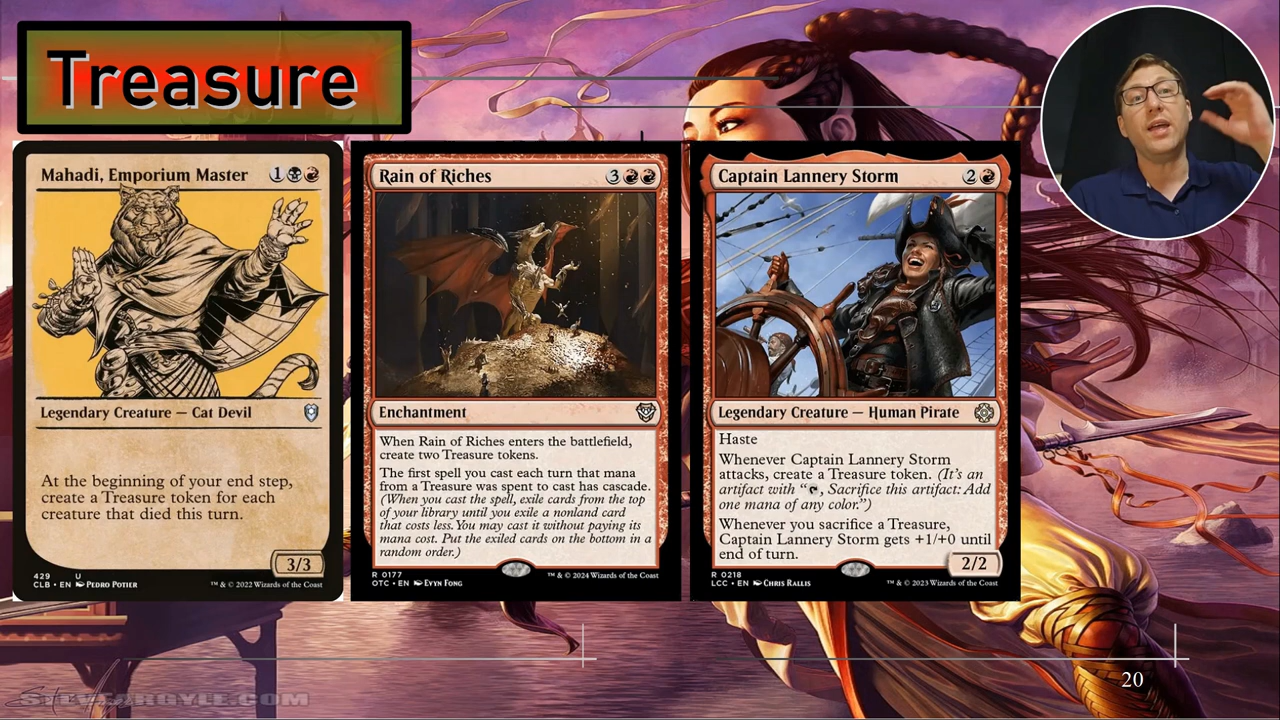 Treasure
Mahadi, Emporium Master 1
Legendary Creature — Cat Devil
At the beginning of your end step,
create a Treasure token for each
creature that died this turn.
3/3
429 U
CLB • EN PEDRO POTIER ™ & © 2022 Wizards of the Coast
Rain of Riches 3
Enchantment
When Rain of Riches enters the battlefield,
create two Treasure tokens.
The first spell you cast each turn that mana
from a Treasure was spent to cast has cascade.
(When you cast the spell, exile cards from the top
of your library until you exile a nonland card
that costs less. You may cast it without paying its
mana cost. Put the exiled cards on the bottom in a
random order.)
R 0177
OTC • EN EVYN FONG ™ & © 2024 Wizards of the Coast
Captain Lannery Storm 2
Legendary Creature — Human Pirate
Haste
Whenever Captain Lannery Storm
attacks, create a Treasure token. (It's an
artifact with “, Sacrifice this artifact: Add
one mana of any color.”)
Whenever you sacrifice a Treasure,
Captain Lannery Storm gets +1/+0 until
end of turn.
2/2
R 0218
LCC • EN CHRIS RALLIS ™ & © 2023 Wizards of the Coast
20